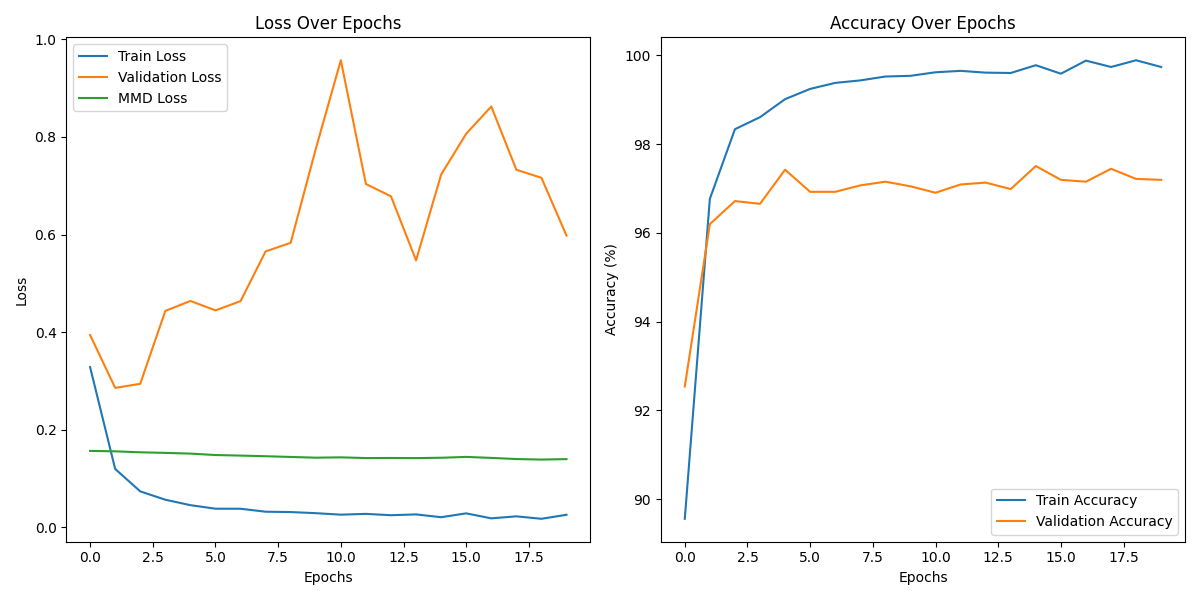 Loss Over Epochs
Train Loss
Validation Loss
MMD Loss
1.0
0.8
0.6
0.4
0.2
0.0
Loss
0.0 2.5 5.0 7.5 10.0 12.5 15.0 17.5
Epochs
Accuracy Over Epochs
100
98
96
94
92
90
Accuracy (%)
Train Accuracy
Validation Accuracy
0.0 2.5 5.0 7.5 10.0 12.5 15.0 17.5
Epochs